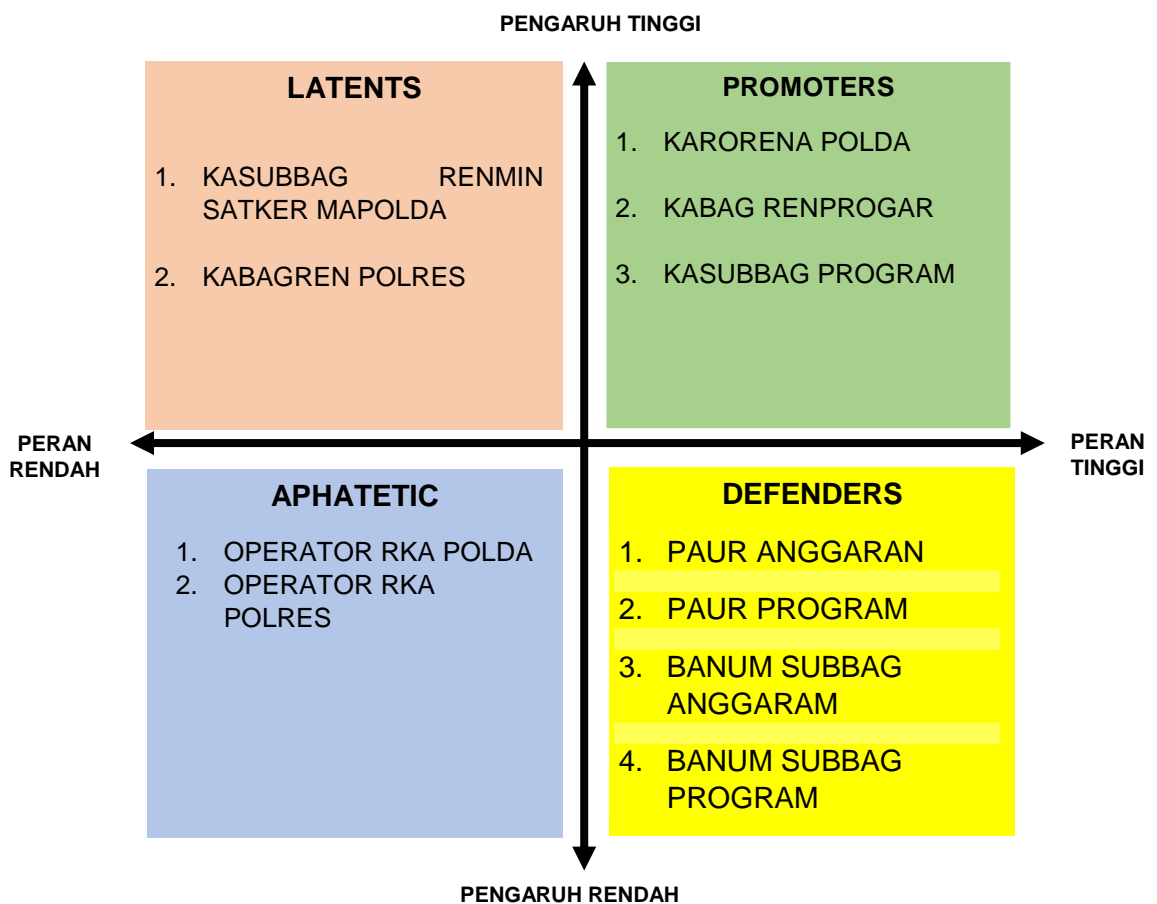 PENGARUH TINGGI
LATENTS
1. KASUBBAG RENMIN
SATKER MAPOLDA
2. KABAGREN POLRES
PROMOTERS
1. KARORENA POLDA
2. KABAG RENPROGAR
3. KASUBBAG PROGRAM
PERAN
RENDAH
PERAN
TINGGI
APHATETIC
1. OPERATOR RKA POLDA
2. OPERATOR RKA
POLRES
DEFENDERS
1. PAUR ANGGARAN
2. PAUR PROGRAM
3. BANUM SUBBAG
ANGGARAM
4. BANUM SUBBAG
PROGRAM
PENGARUH RENDAH